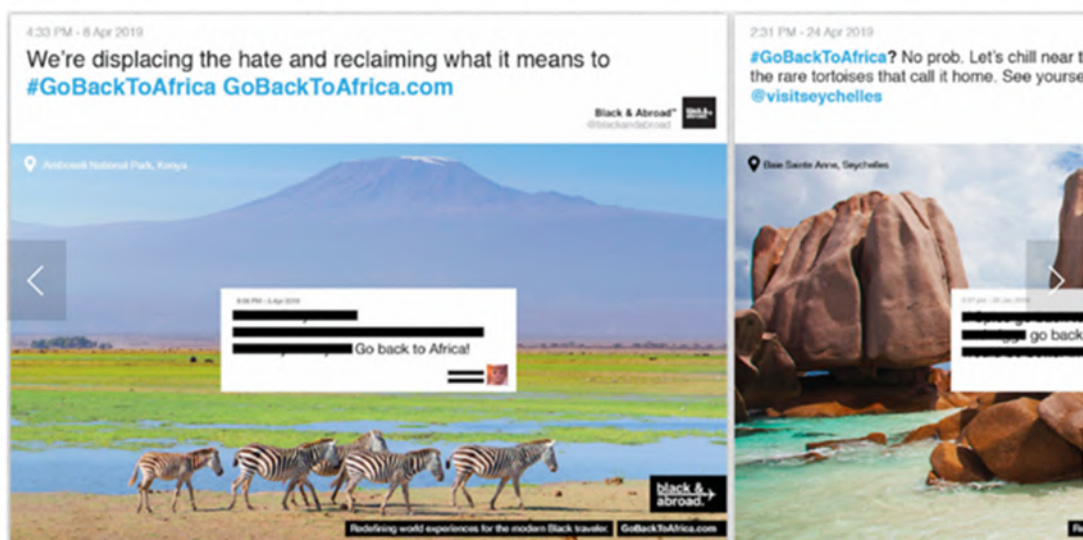 4:33 PM - 8 Apr 2019
We're displacing the hate and reclaiming what it means to
#GoBackToAfrica GoBackToAfrica.com
Black & Abroad™
@blackandabroad
Amboseli National Park, Kenya
Go back to Africa!
black &
abroad.
Redefining world experiences for the modern Black traveler.
GoBackToAfrica.com
2:31 PM - 24 Apr 2019
#GoBackToAfrica? No prob. Let's chill near
the rare tortoises that call it home. See
@visitseychelles
Baie Sainte Anne, Seychelles
go back